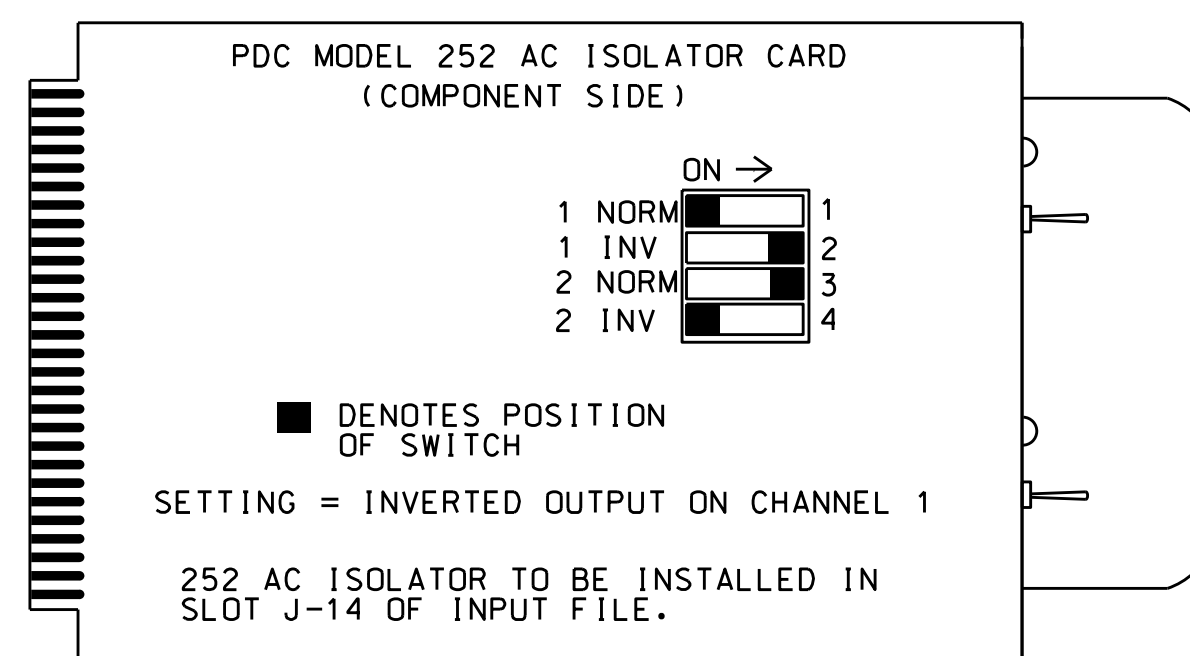 PDC MODEL 252 AC ISOLATOR CARD
(COMPONENT SIDE)
ON →
1 NORM 1
1 INV 2
2 NORM 3
2 INV 4
DENOTES POSITION
OF SWITCH
SETTING = INVERTED OUTPUT ON CHANNEL 1
252 AC ISOLATOR TO BE INSTALLED IN
SLOT J-14 OF INPUT FILE.